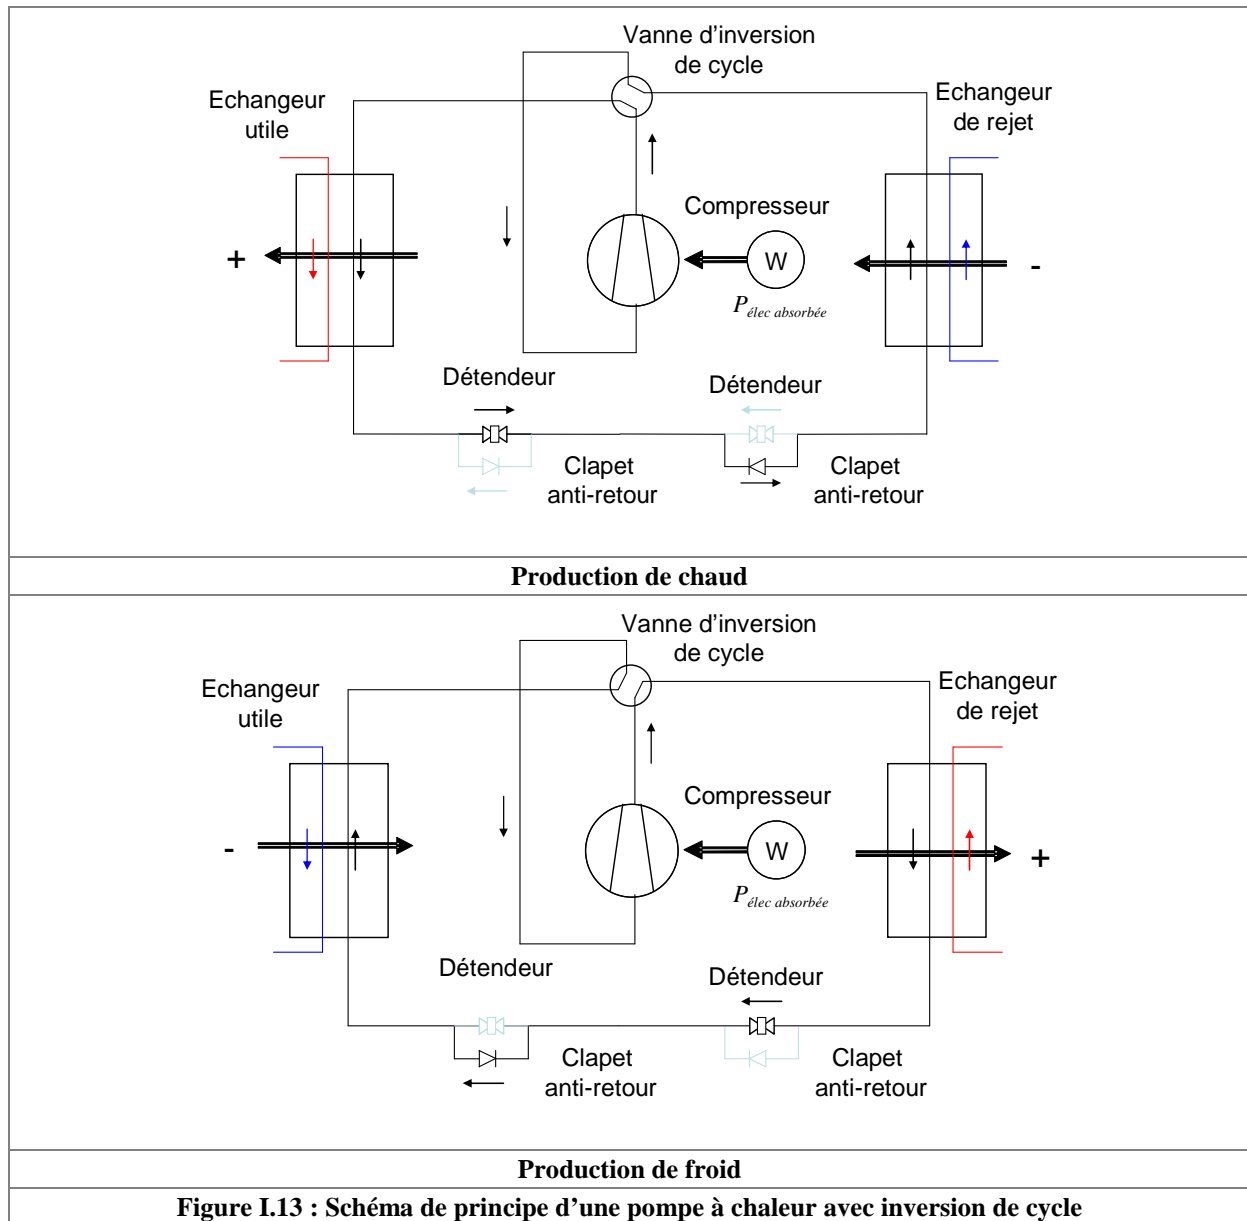 Vanne d’inversion
de cycle
Echangeur
utile
Echangeur
de rejet
Compresseur
W
P élec absorbée
+
-
Détendeur
Détendeur
Clapet
anti-retour
Clapet
anti-retour
Production de chaud
Vanne d’inversion
de cycle
Echangeur
utile
Echangeur
de rejet
Compresseur
W
P élec absorbée
-
+
Détendeur
Détendeur
Clapet
anti-retour
Clapet
anti-retour
Production de froid
Figure I.13 : Schéma de principe d’une pompe à chaleur avec inversion de cycle